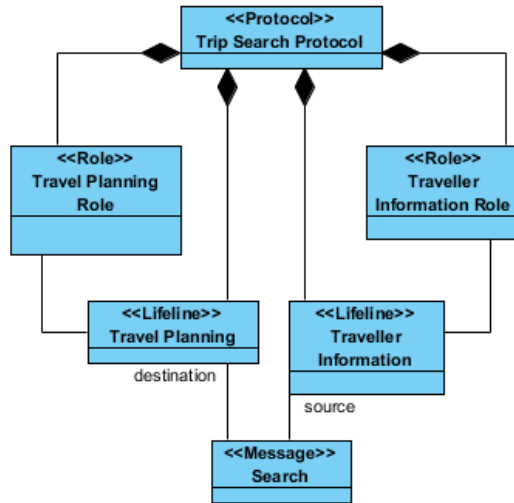 <<Protocol>>
Trip Search Protocol
<<Role>>
Travel Planning
Role
<<Role>>
Traveller
Information Role
<<Lifeline>>
Travel Planning
<<Lifeline>>
Traveller
Information
destination
source
<<Message>>
Search